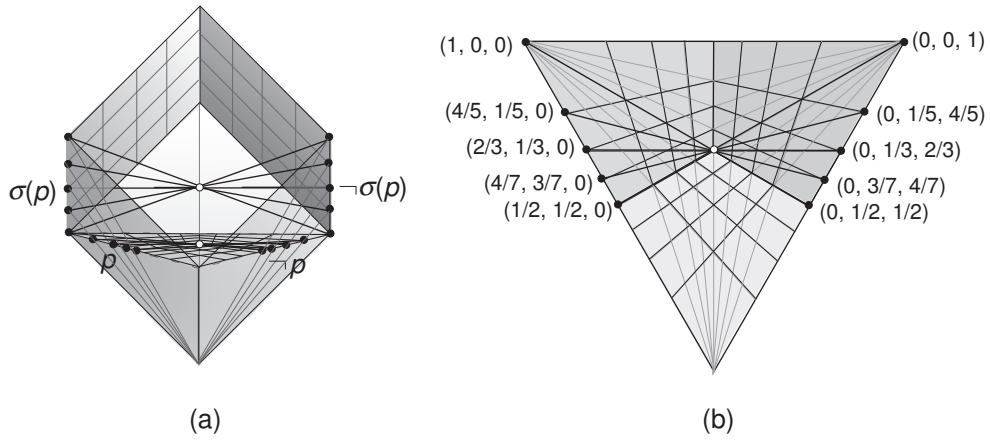 σ(p)
¬σ(p)
p
¬p
(a)
(1, 0, 0)
(0, 0, 1)
(4/5, 1/5, 0)
(0, 1/5, 4/5)
(2/3, 1/3, 0)
(0, 1/3, 2/3)
(4/7, 3/7, 0)
(0, 3/7, 4/7)
(1/2, 1/2, 0)
(0, 1/2, 1/2)
(b)